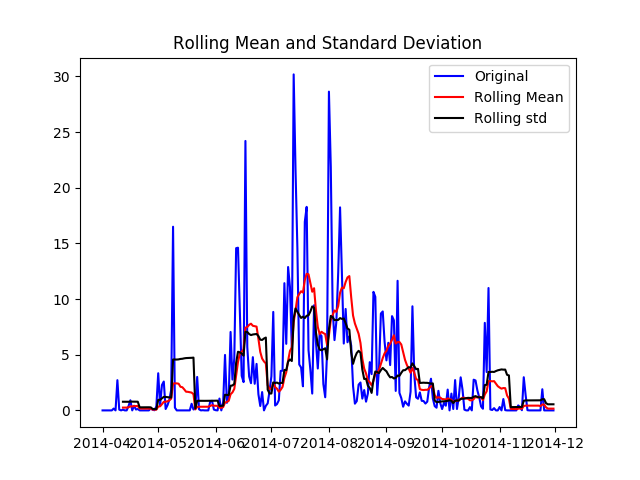 Rolling Mean and Standard Deviation
Original
Rolling Mean
Rolling std
30
25
20
15
10
5
0
2014-04 2014-05 2014-06 2014-07 2014-08 2014-09 2014-10 2014-11 2014-12